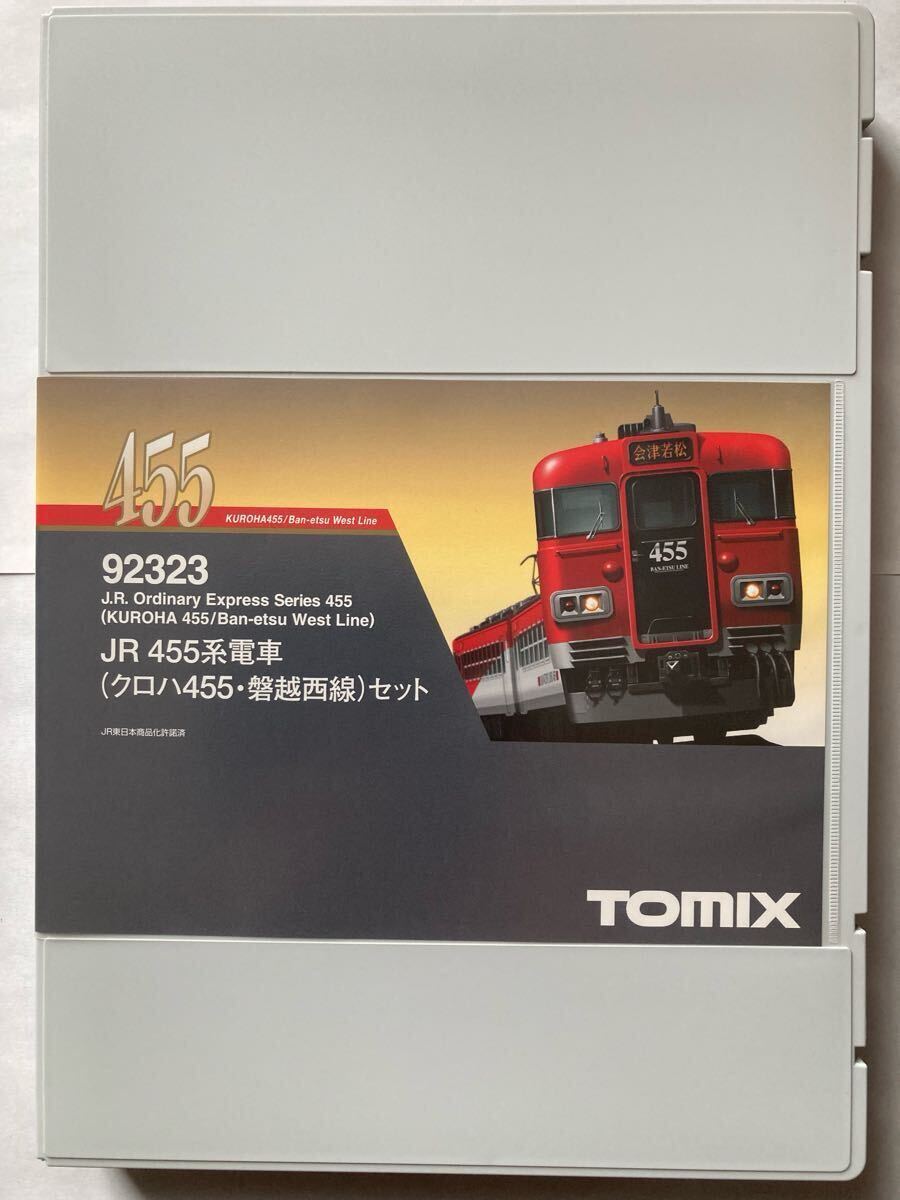 455
KUROHA455/Ban-etsu West Line
92323
J.R. Ordinary Express Series 455
(KUROHA 455/Ban-etsu West Line)
JR 455系電車
(クロハ455・磐越西線)セット
JR東日本商品化許諾済
会津若松
455
BAN-ETSU LINE
TOMIX